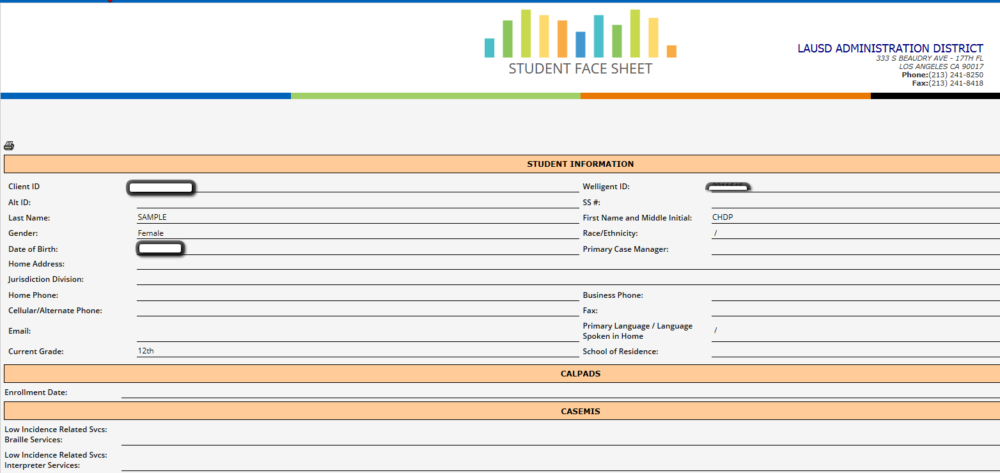 STUDENT FACE SHEET
LAUSD ADMINISTRATION DISTRICT
333 S BEAUDRY AVE - 17TH FL
LOS ANGELES CA 90017
Phone:(213) 241-8250
Fax:(213) 241-8418
STUDENT INFORMATION
Client ID Welligent ID:
Alt ID: SS #:
Last Name: SAMPLE First Name and Middle Initial: CHDP
Gender: Female Race/Ethnicity: /
Date of Birth: Primary Case Manager:
Home Address:
Jurisdiction Division:
Home Phone: Business Phone:
Cellular/Alternate Phone: Fax:
Email: Primary Language / Language
Spoken in Home /
Current Grade: 12th School of Residence:
CALPADS
Enrollment Date:
CASEMIS
Low Incidence Related Svcs:
Braille Services:
Low Incidence Related Svcs:
Interpreter Services: